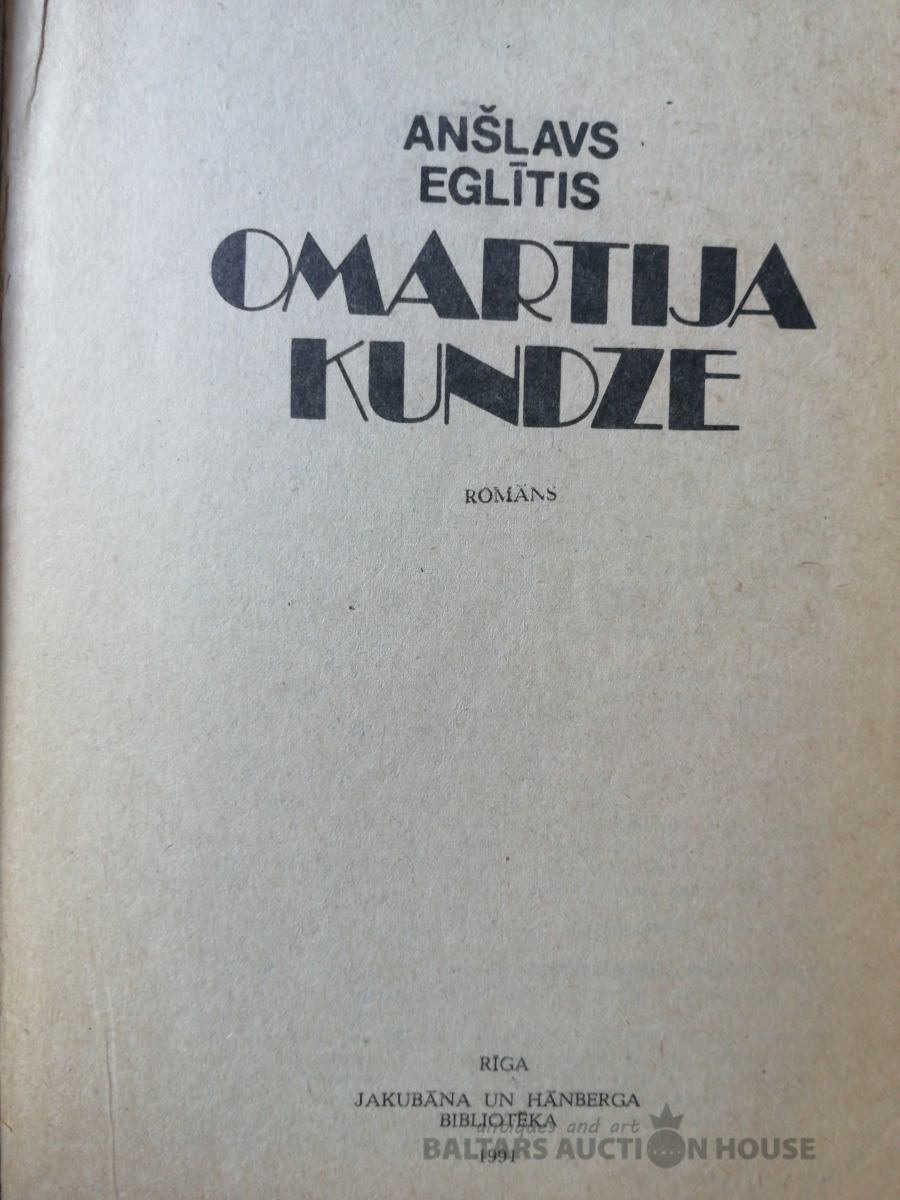 ANŠLAVS
EGLĪTIS
OMARTIJA
KUNDZE
ROMĀNS
RĪGA
JAKUBĀNA UN HĀNBERGA
BIBLIOTĒKA
antiques and art
BALTARS AUCTION HOUSE
1991